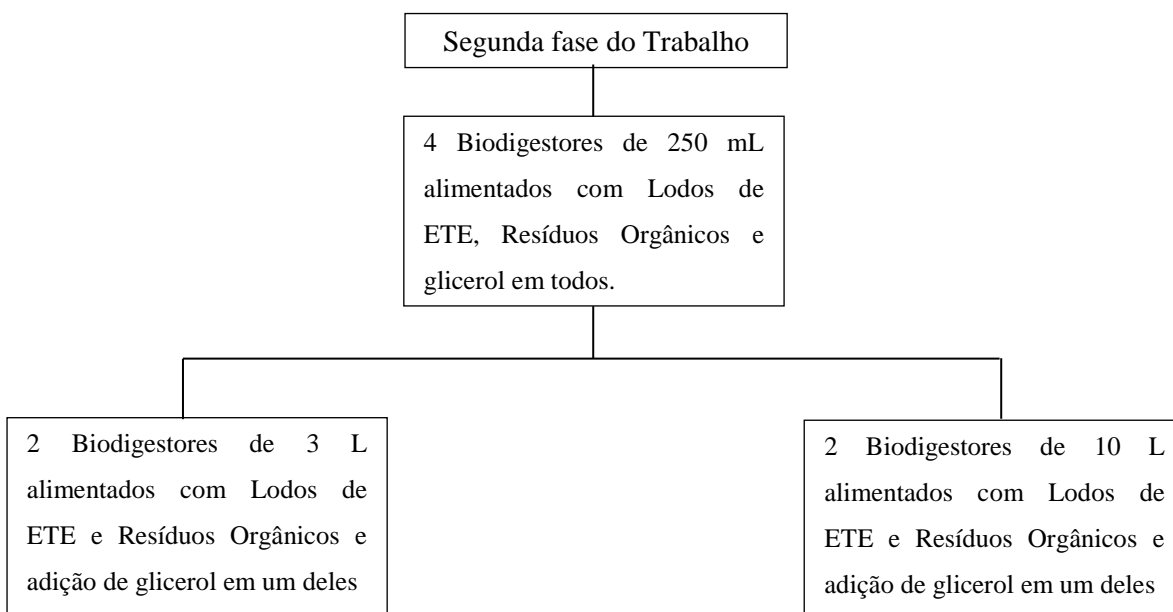 Segunda fase do Trabalho
4 Biodigestores de 250 mL
alimentados com Lodos de
ETE, Resíduos Orgânicos e
glicerol em todos.
2 Biodigestores de 3 L
alimentados com Lodos de
ETE e Resíduos Orgânicos e
adição de glicerol em um deles
2 Biodigestores de 10 L
alimentados com Lodos de
ETE e Resíduos Orgânicos e
adição de glicerol em um deles